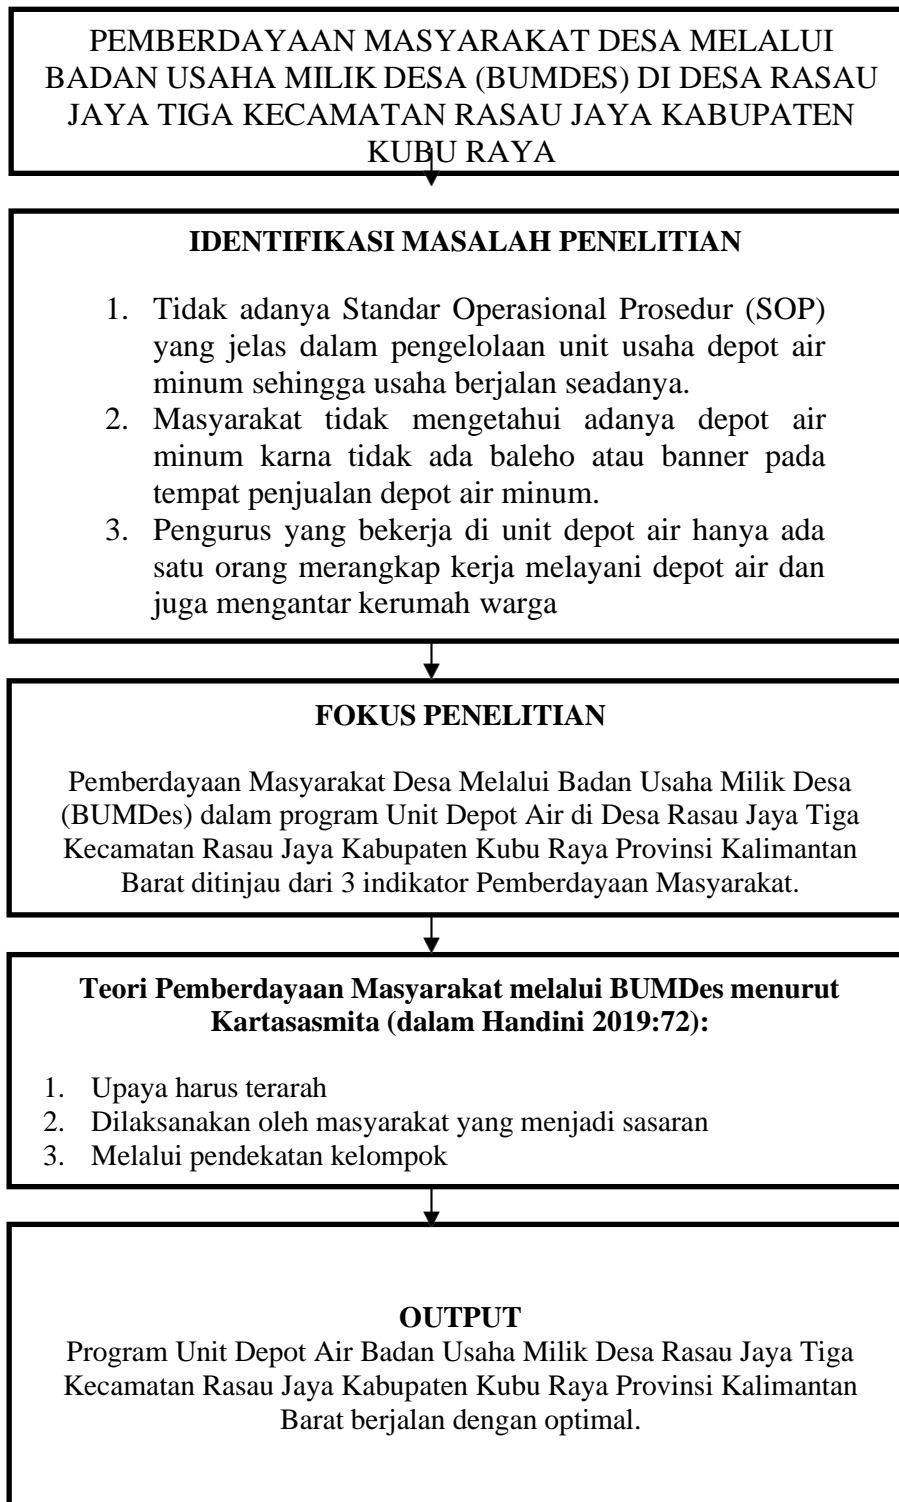 PEMBERDAYAAN MASYARAKAT DESA MELALUI
BADAN USAHA MILIK DESA (BUMDES) DI DESA RASAU
JAYA TIGA KECAMATAN RASAU JAYA KABUPATEN
KUBU RAYA
IDENTIFIKASI MASALAH PENELITIAN
1. Tidak adanya Standar Operasional Prosedur (SOP)
yang jelas dalam pengelolaan unit usaha depot air
minum sehingga usaha berjalan seadanya.
2. Masyarakat tidak mengetahui adanya depot air
minum karna tidak ada baleho atau banner pada
tempat penjualan depot air minum.
3. Pengurus yang bekerja di unit depot air hanya ada
satu orang merangkap kerja melayani depot air dan
juga mengantar kerumah warga
FOKUS PENELITIAN
Pemberdayaan Masyarakat Desa Melalui Badan Usaha Milik Desa
(BUMDes) dalam program Unit Depot Air di Desa Rasau Jaya Tiga
Kecamatan Rasau Jaya Kabupaten Kubu Raya Provinsi Kalimantan
Barat ditinjau dari 3 indikator Pemberdayaan Masyarakat.
Teori Pemberdayaan Masyarakat melalui BUMDes menurut
Kartasasmita (dalam Handini 2019:72):
1. Upaya harus terarah
2. Dilaksanakan oleh masyarakat yang menjadi sasaran
3. Melalui pendekatan kelompok
OUTPUT
Program Unit Depot Air Badan Usaha Milik Desa Rasau Jaya Tiga
Kecamatan Rasau Jaya Kabupaten Kubu Raya Provinsi Kalimantan
Barat berjalan dengan optimal.